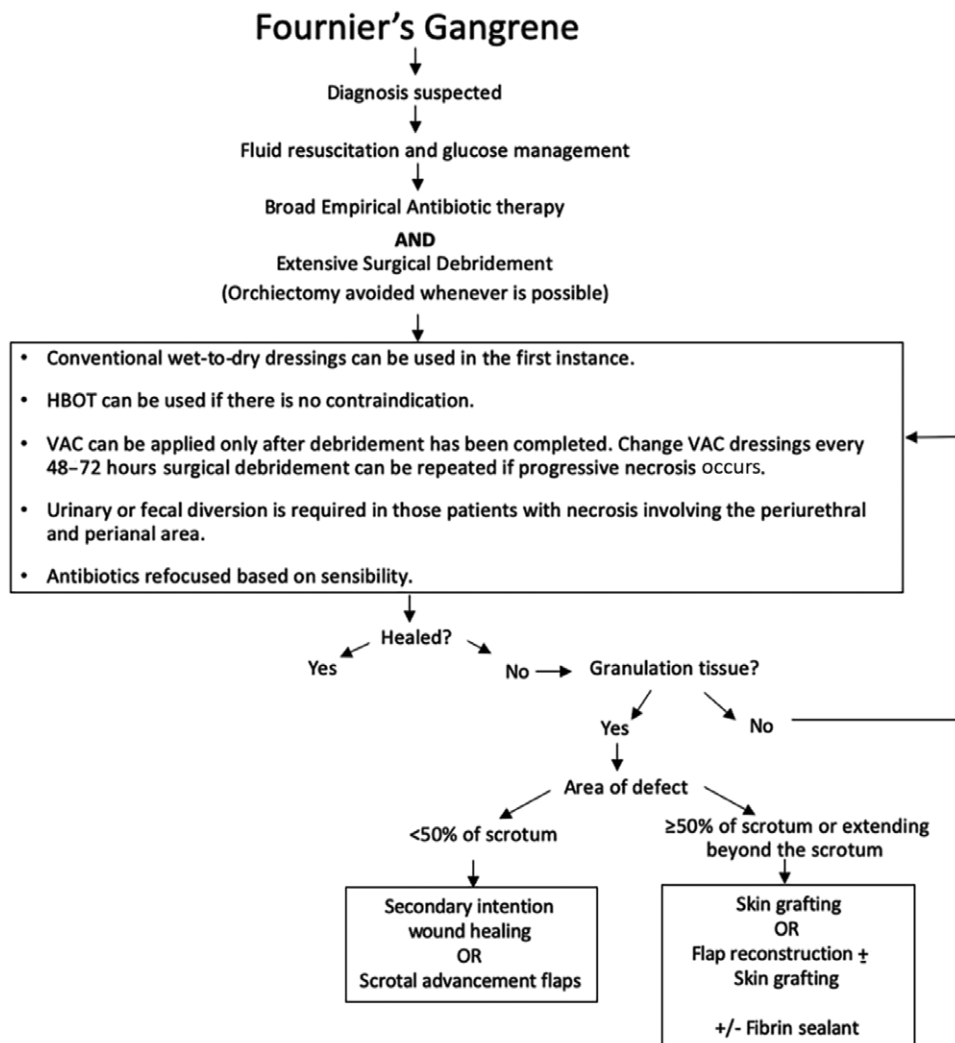 Fournier’s Gangrene
Diagnosis suspected
Fluid resuscitation and glucose management
Broad Empirical Antibiotic therapy
AND
Extensive Surgical Debridement
(Orchiectomy avoided whenever is possible)
• Conventional wet-to-dry dressings can be used in the first instance.
• HBOT can be used if there is no contraindication.
• VAC can be applied only after debridement has been completed. Change VAC dressings every
48–72 hours surgical debridement can be repeated if progressive necrosis occurs.
• Urinary or fecal diversion is required in those patients with necrosis involving the periurethral
and perianal area.
• Antibiotics refocused based on sensibility.
Healed?
Yes
No
Granulation tissue?
Yes
No
Area of defect
<50% of scrotum
≥50% of scrotum or extending
beyond the scrotum
Secondary intention
wound healing
OR
Scrotal advancement flaps
Skin grafting
OR
Flap reconstruction ±
Skin grafting
+/- Fibrin sealant